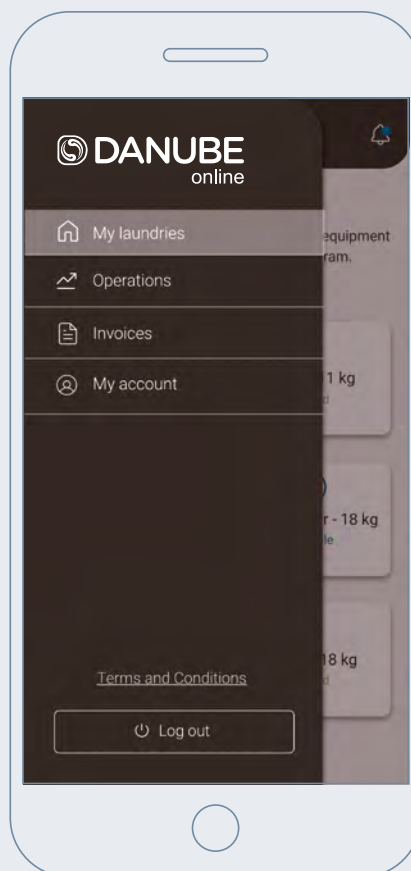 DANUBE
online
My laundries
equipment
ram.
Operations
Invoices
1 kg
My account
r - 18 kg
le
18 kg
Terms and Conditions
Log out